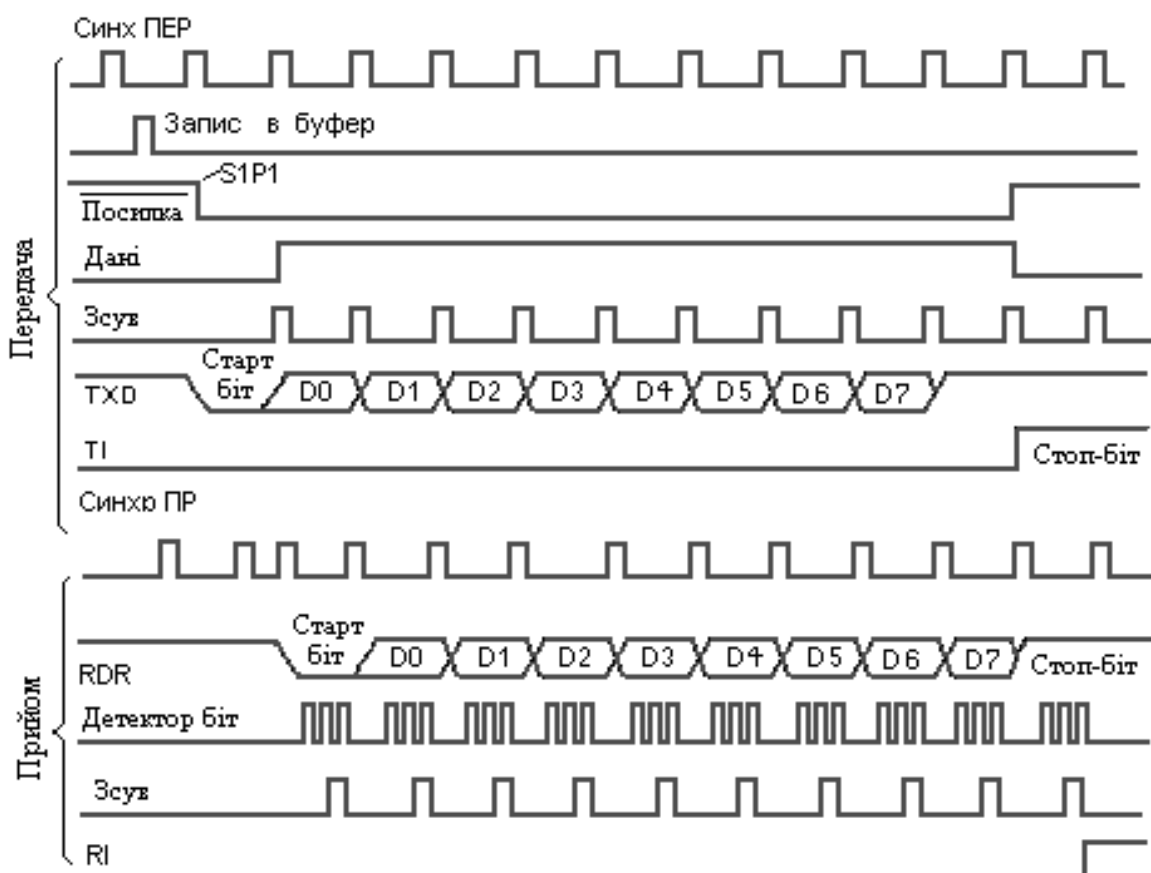 Синх ПЕР
Запис в буфер
S1P1
Посилка
Дані
Зсув
Старт
біт
TXD
D0 D1 D2 D3 D4 D5 D6 D7
TI
Стоп-біт
Передача
Синхр ПР
Старт
біт
RDR
D0 D1 D2 D3 D4 D5 D6 D7
Стоп-біт
Детектор біт
Зсув
RI
Прийом